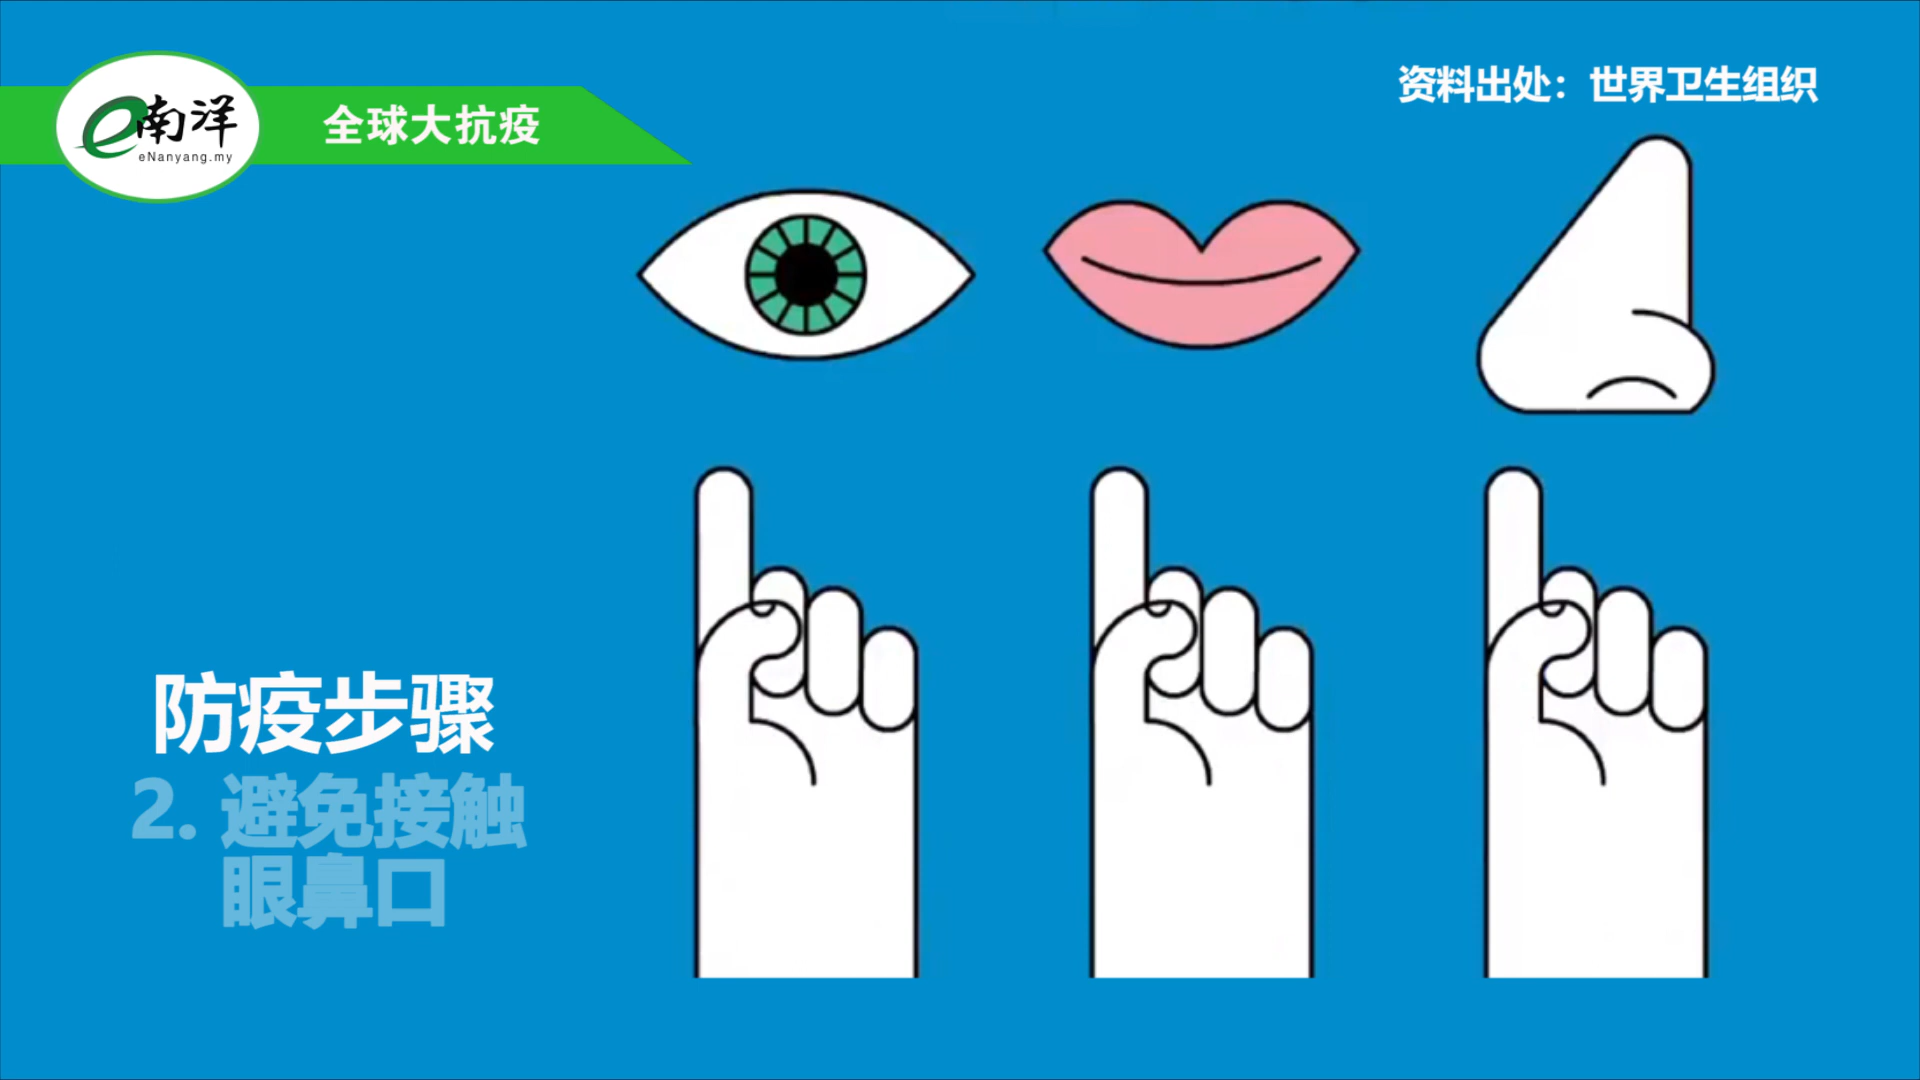 e南洋
eNanyang.my
全球大抗疫
资料出处：世界卫生组织
防疫步骤
2. 避免接触
眼鼻口